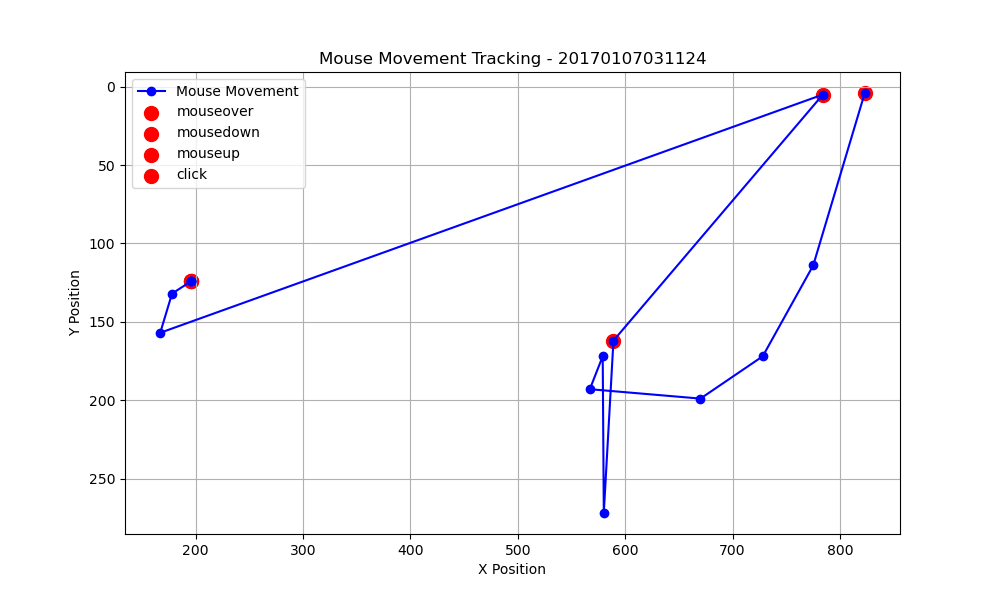 Mouse Movement Tracking - 20170107031124
Mouse Movement
mouseover
mousedown
mouseup
click
0
50
100
150
200
250
Y Position
200 300 400 500 600 700 800
X Position